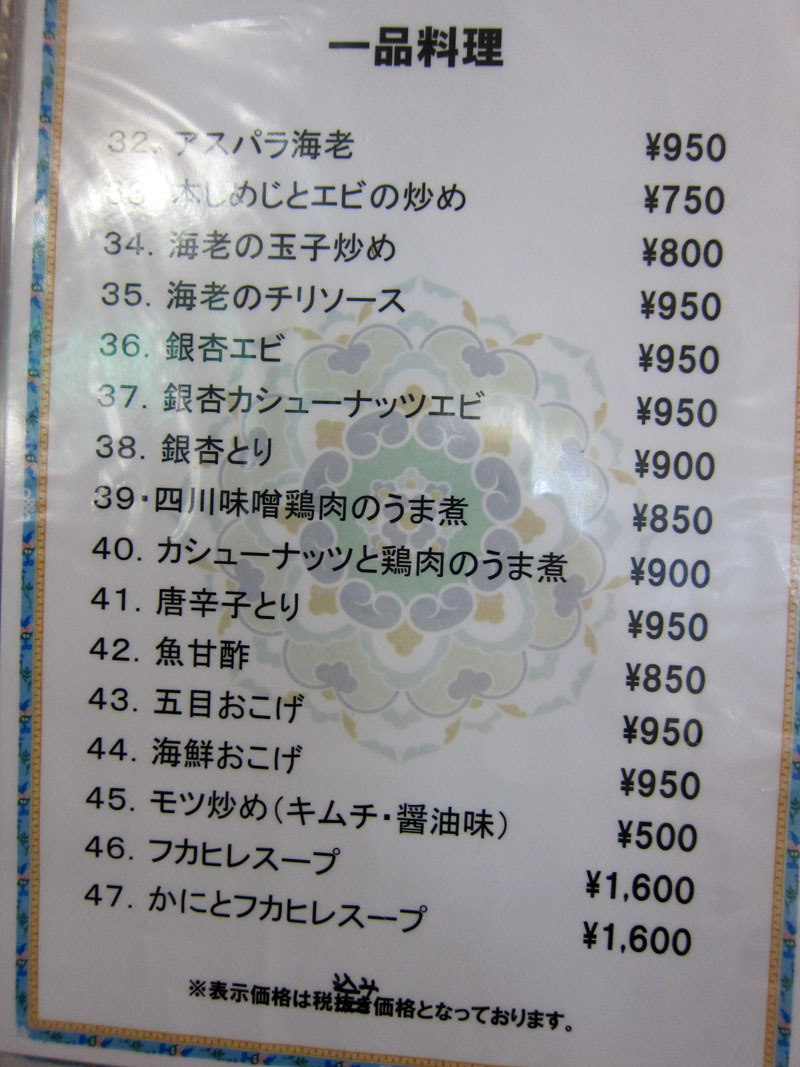 一品料理
32. アスパラ海老 ¥950
33. 本しめじとエビの炒め ¥750
34. 海老の玉子炒め ¥800
35. 海老のチリソース ¥950
36. 銀杏エビ ¥950
37. 銀杏カシューナッツエビ ¥950
38. 銀杏とり ¥900
39・四川味噌鶏肉のうま煮 ¥850
40. カシューナッツと鶏肉のうま煮 ¥900
41. 唐辛子とり ¥950
42. 魚甘酢 ¥850
43. 五目おこげ ¥950
44. 海鮮おこげ ¥950
45. モツ炒め(キムチ・醤油味) ¥500
46. フカヒレスープ ¥1,600
47. かにとフカヒレスープ ¥1,600
込み
※表示価格は税抜き価格となっております。